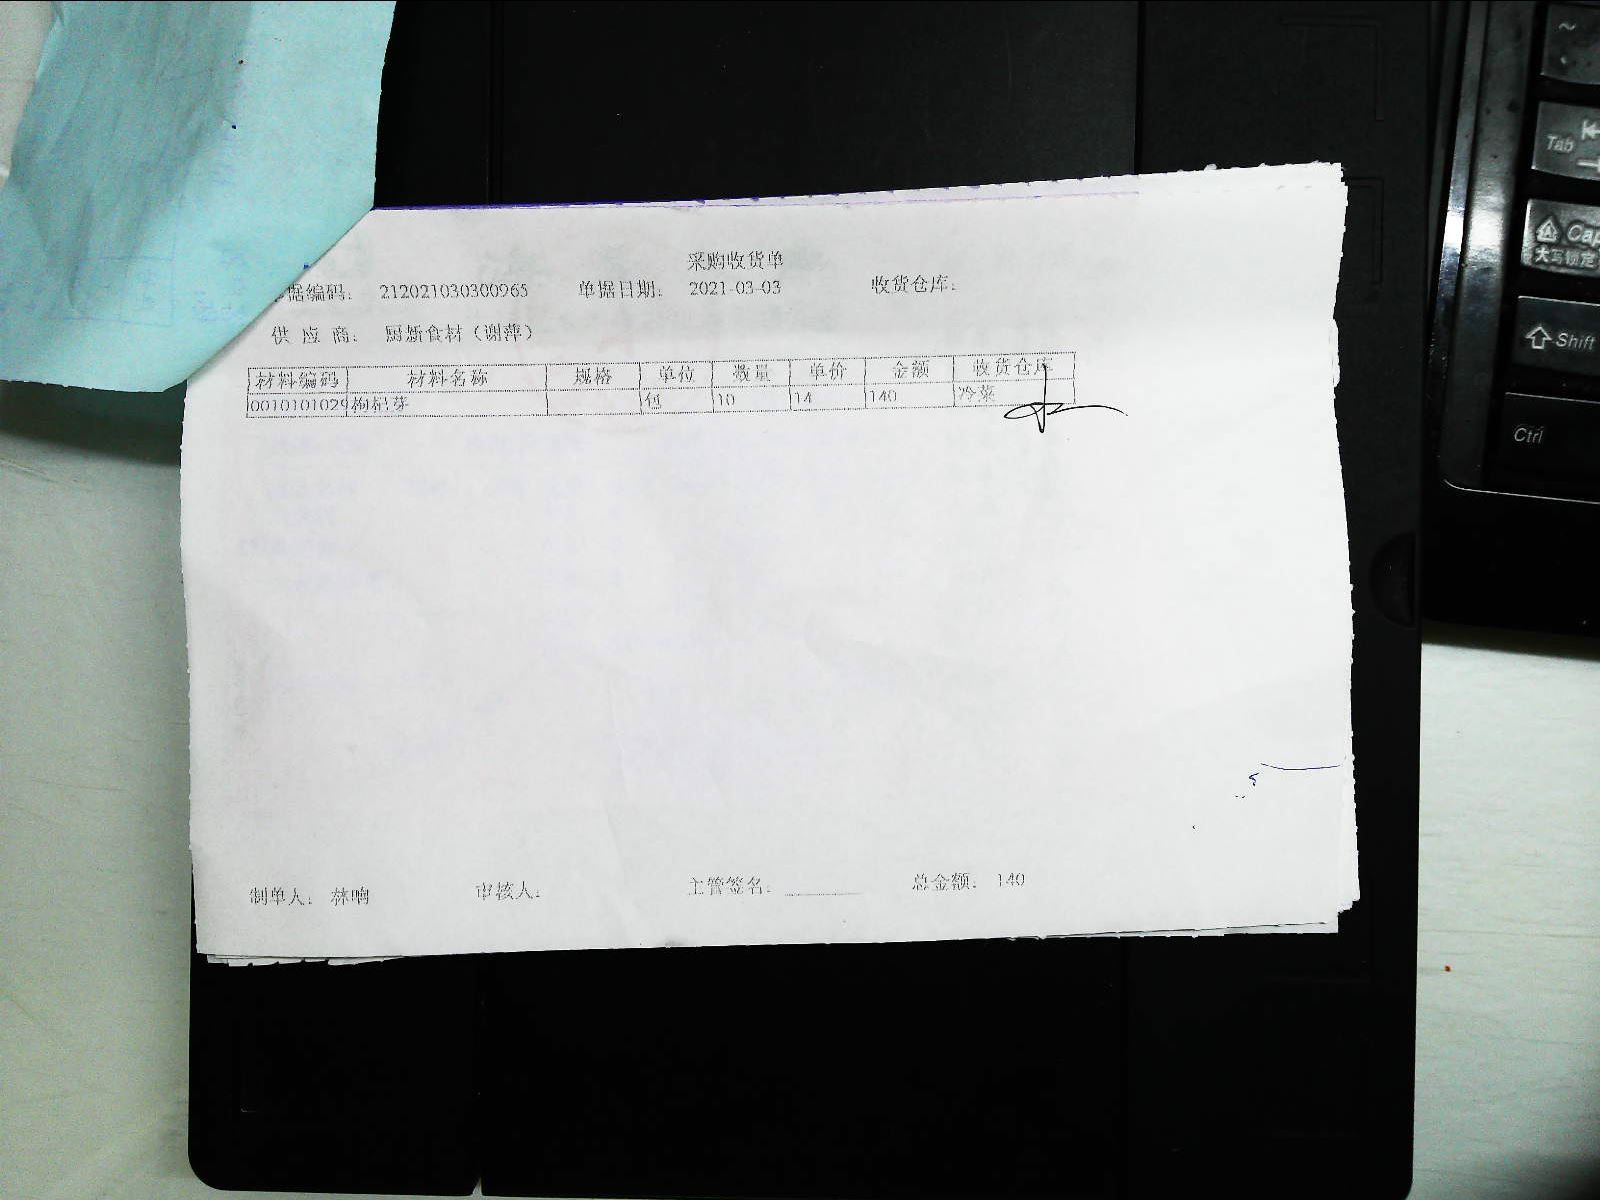 采购收货单
据编码: 212021030300965 单据日期: 2021-03-03 收货仓库:
供 应 商: 厨新食材（谢萍）
材料编码 材料名称 规格 单位 数量 单价 金额 收货仓库
0010101029 枸杞芽 包 10 14 140 冷菜
制单人: 林响 审核人: 主管签名: 总金额: 140
~
Tab
Cap
大写锁定
Shift
Ctrl